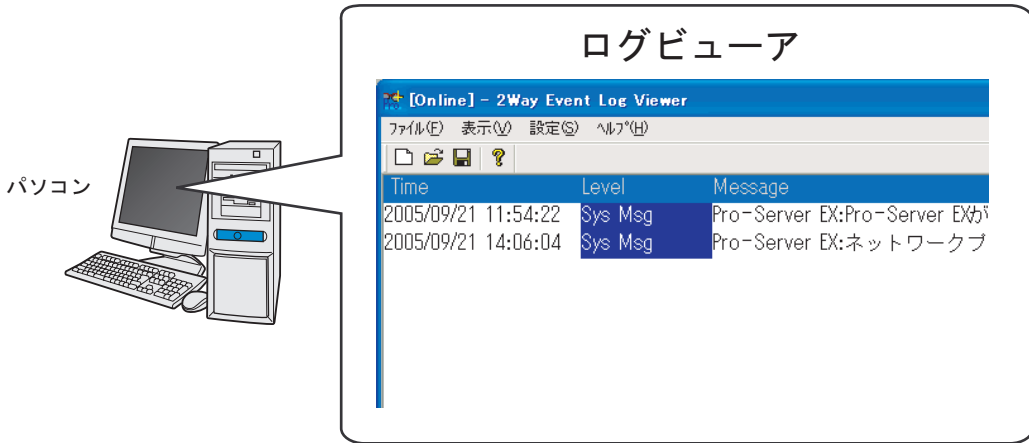 ログビューア
[Online] - 2Way Event Log Viewer
ファイル(F) 表示(V) 設定(S) ヘルプ(H)
パソコン
Time Level Message
2005/09/21 11:54:22 Sys Msg Pro-Server EX:Pro-Server EXが
2005/09/21 14:06:04 Sys Msg Pro-Server EX:ネットワークプ